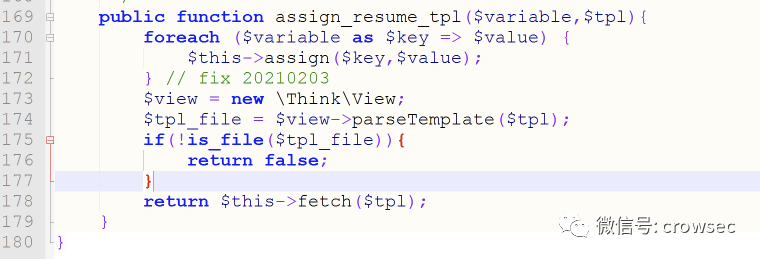 169 public function assign_resume_tpl($variable,$tpl){
170 foreach ($variable as $key => $value) {
171 $this->assign($key,$value);
172 } // fix 20210203
173 $view = new \Think\View;
174 $tpl_file = $view->parseTemplate($tpl);
175 if(!is_file($tpl_file)){
176 return false;
177 }
178 return $this->fetch($tpl);
179 }
180 }
微信号: crowsec